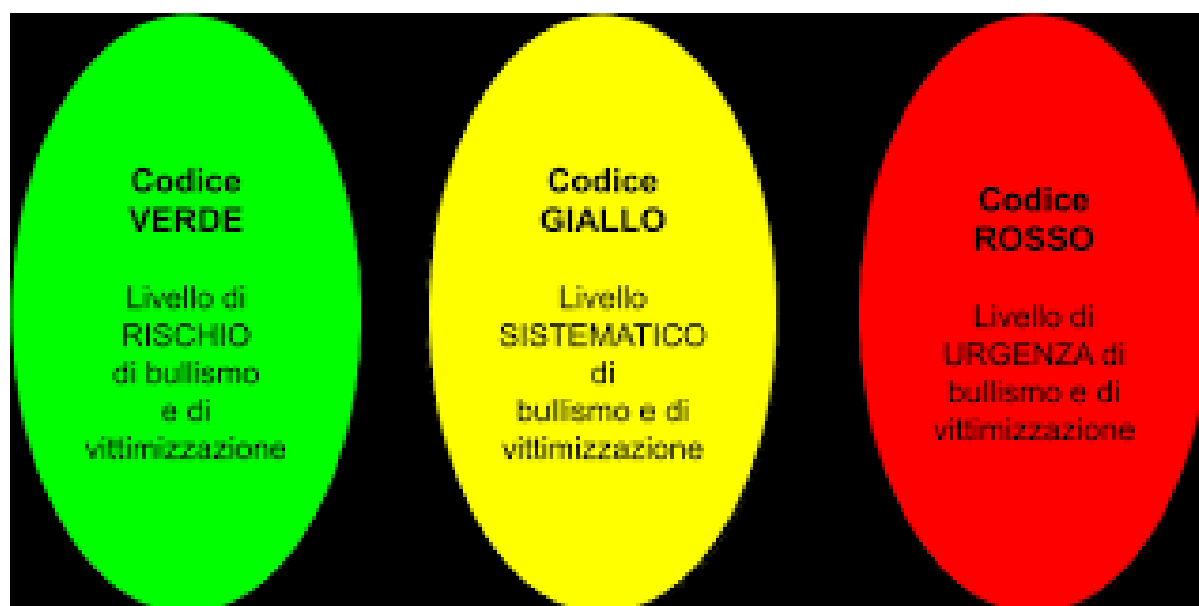 Codice
VERDE
Livello di
RISCHIO
di bullismo
e di
vittimizzazione
Codice
GIALLO
Livello
SISTEMATICO
di
bullismo e di
vittimizzazione
Codice
ROSSO
Livello di
URGENZA di
bullismo e di
vittimizzazione